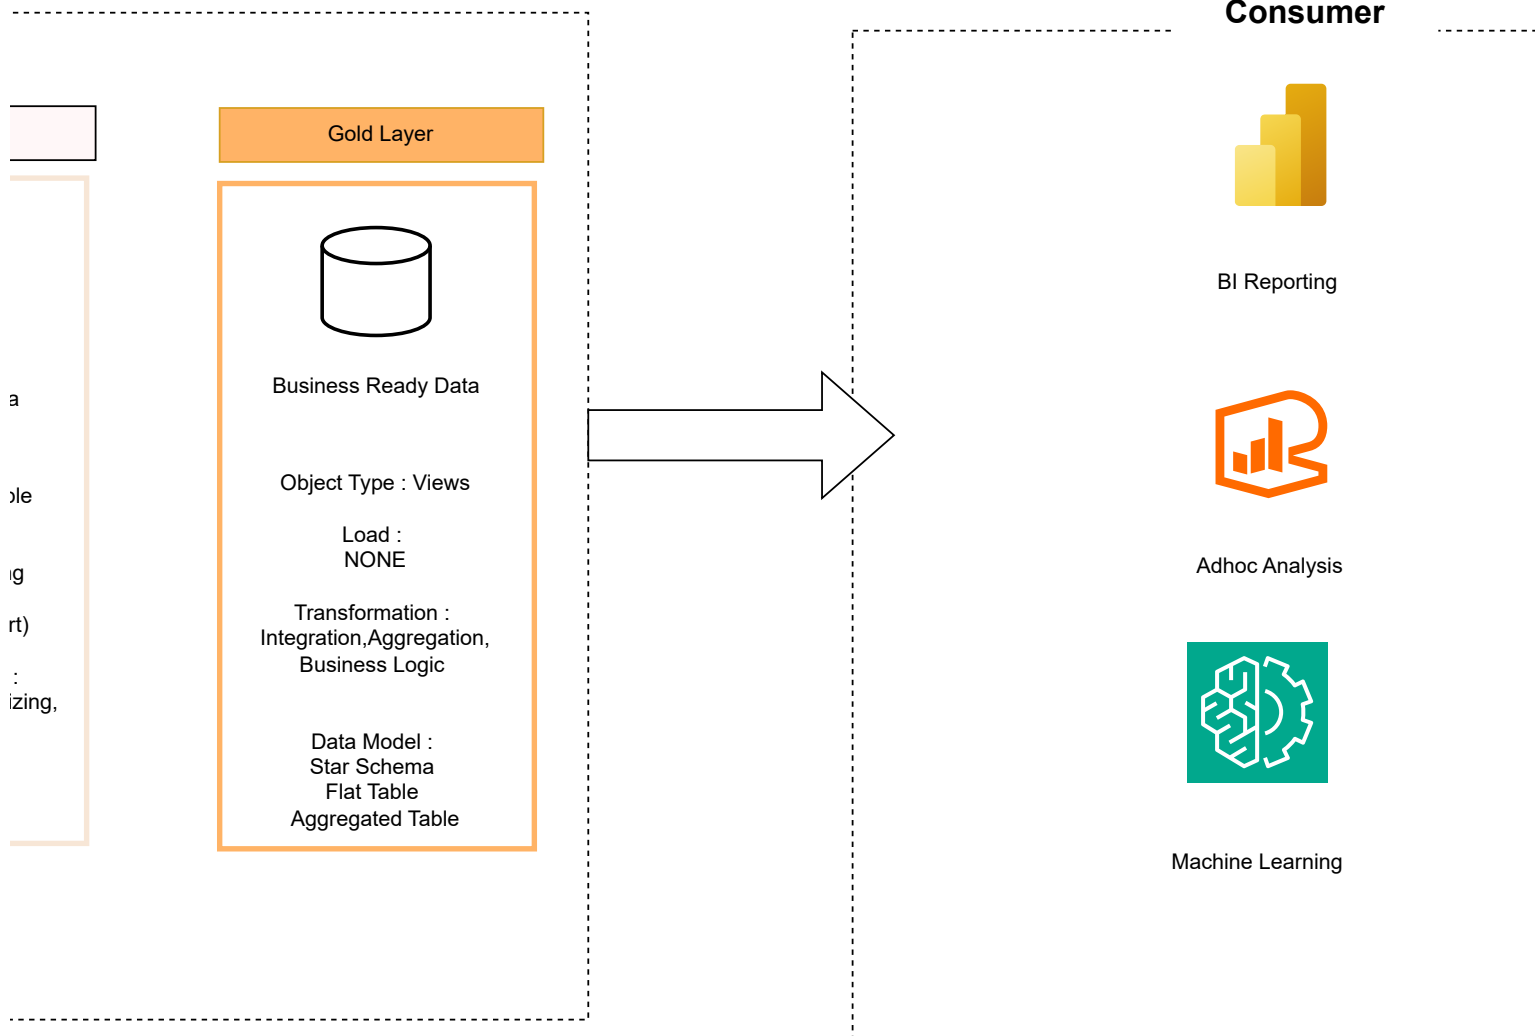 Consumer
Gold Layer
Business Ready Data
Object Type : Views
Load :
NONE
Transformation :
Integration,Aggregation,
Business Logic
Data Model :
Star Schema
Flat Table
Aggregated Table
BI Reporting
Adhoc Analysis
Machine Learning